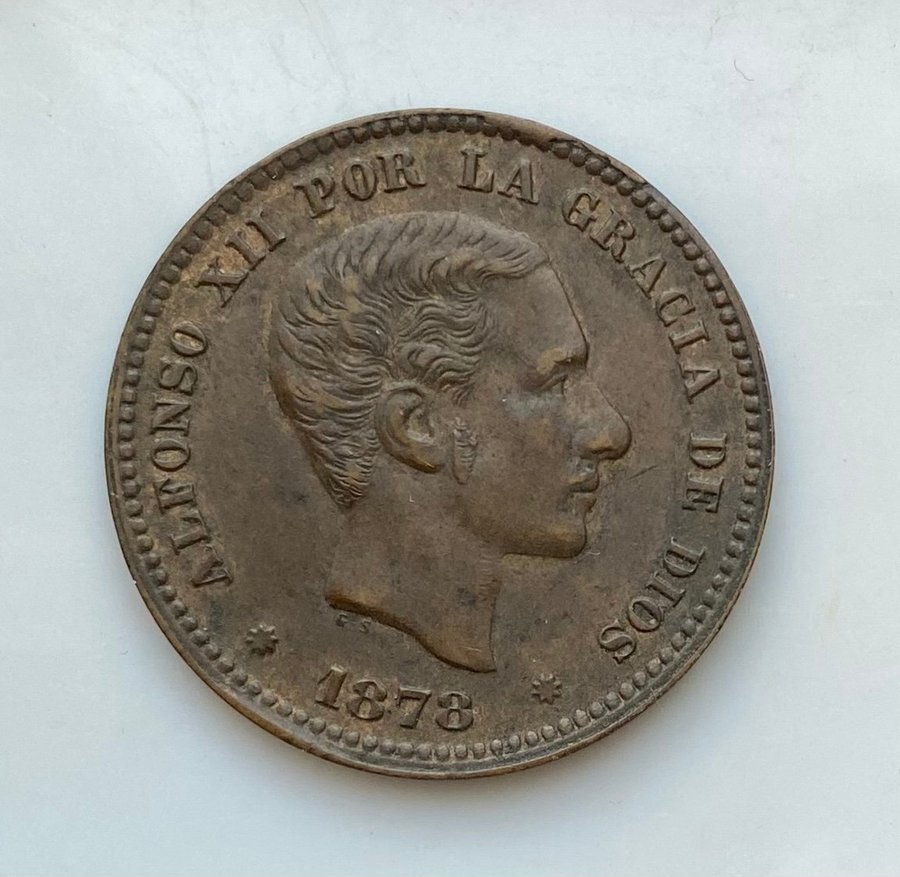 ALFONSO XII POR LA GRACIA DE DIOS
G S
1878